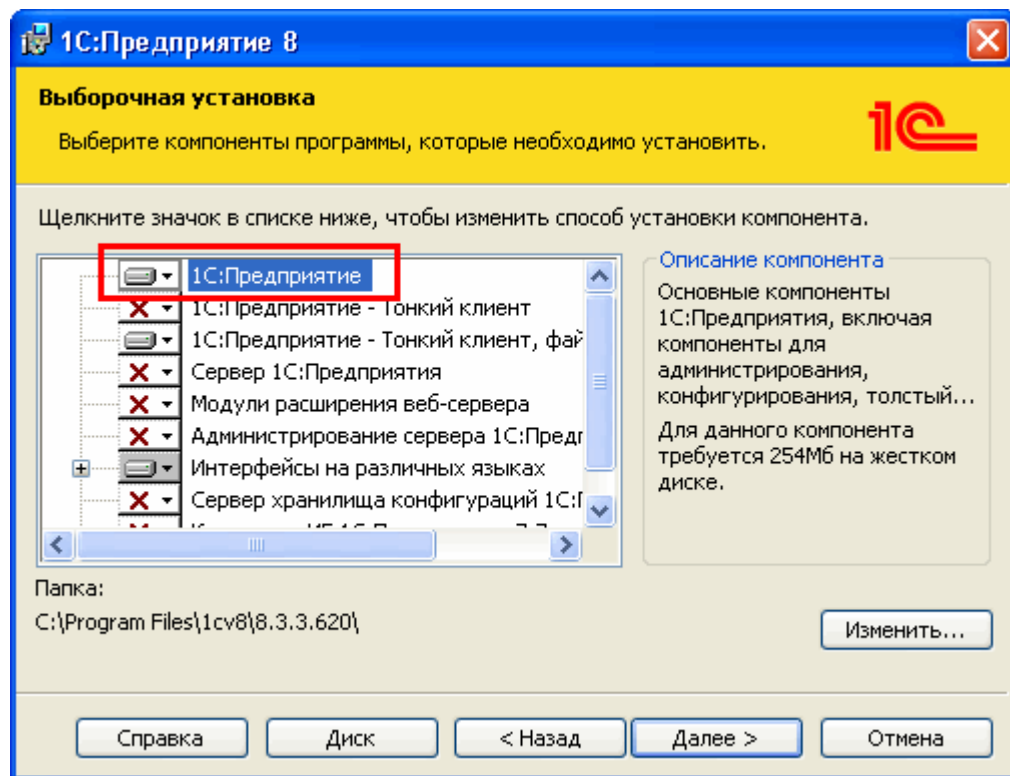 1С:Предприятие 8
Выборочная установка
Выберите компоненты программы, которые необходимо установить.
1С
Щелкните значок в списке ниже, чтобы изменить способ установки компонента.
1С:Предприятие
1С:Предприятие - Тонкий клиент
1С:Предприятие - Тонкий клиент, фай
Сервер 1С:Предприятия
Модули расширения веб-сервера
Администрирование сервера 1С:Предп
Интерфейсы на различных языках
Сервер хранилища конфигураций 1С:П
Описание компонента
Основные компоненты
1С:Предприятия, включая
компоненты для
администрирования,
конфигурирования, толстый...
Для данного компонента
требуется 254Мб на жестком
диске.
Папка:
C:\Program Files\1cv8\8.3.3.620\
Изменить...
Справка
Диск
< Назад
Далее >
Отмена